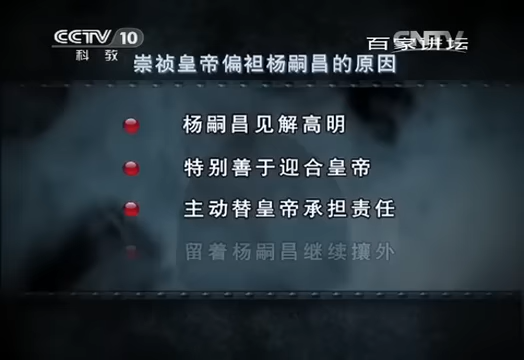 CCTV 10
科教
CNTV
百家讲坛
崇祯皇帝偏袒杨嗣昌的原因
杨嗣昌见解高明
特别善于迎合皇帝
主动替皇帝承担责任
留着杨嗣昌继续攘外